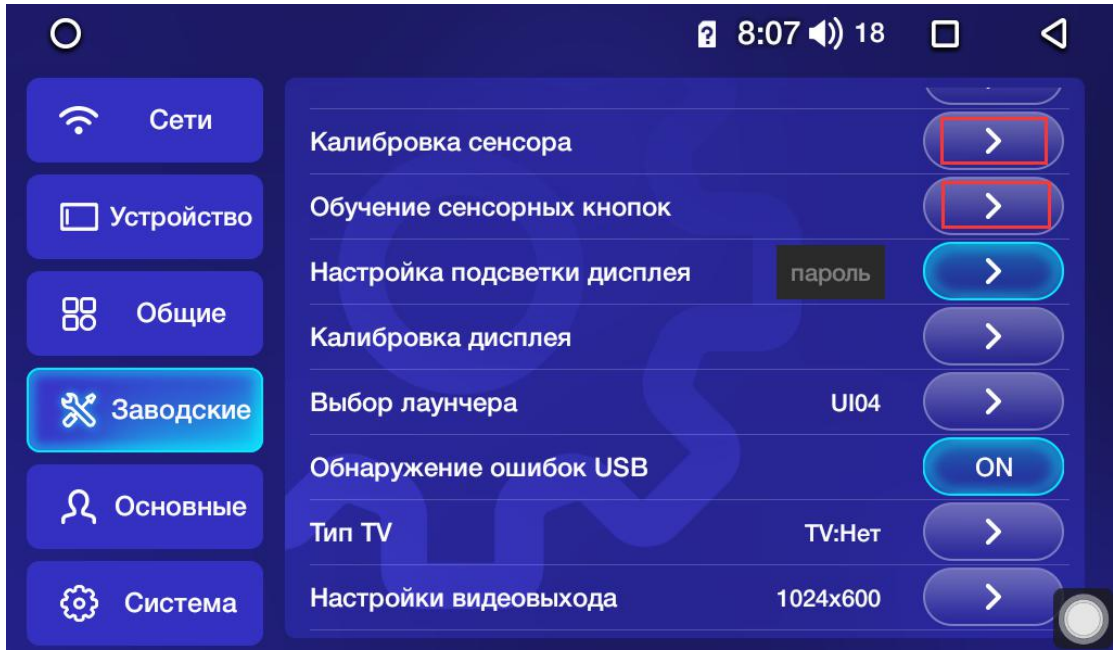 8:07 18
Сети
Устройство
Общие
Заводские
Основные
Система
Калибровка сенсора
Обучение сенсорных кнопок
Настройка подсветки дисплея пароль
Калибровка дисплея
Выбор лаунчера UI04
Обнаружение ошибок USB ON
Тип TV TV:Нет
Настройки видеовыхода 1024x600